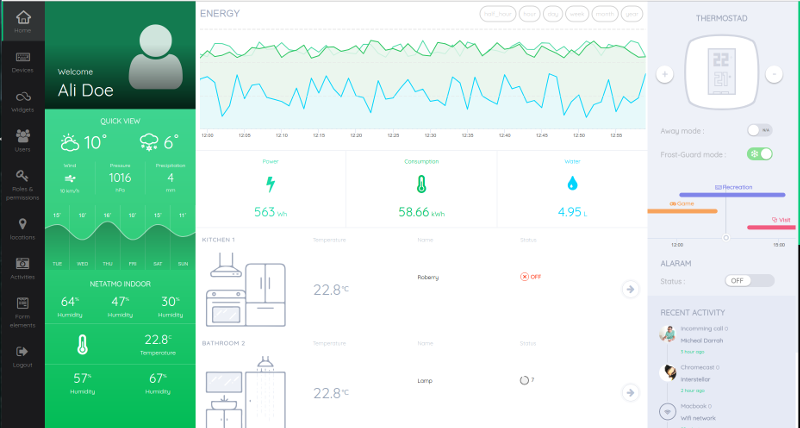 Home
Devices
Widgets
Users
Roles &
permissions
locations
Activities
Form
elements
Logout
Welcome
Ali Doe
QUICK VIEW
10° 6°
Wind Pressure Precipitation
10 km/h 1016 4
hPa mm
13° 10° 16° 10° 15° 11°
TUE WED THU FRI SAT SUN
NETATMO INDOOR
64% 47% 30%
Humidity Humidity Humidity
22.8°C
Temperature
57% 67%
Humidity Humidity
ENERGY
half_hour hour day week month year
12:00 12:05 12:10 12:15 12:20 12:25 12:30 12:35 12:40 12:45 12:50 12:55
Power Consumption Water
563 Wh 58.66 kWh 4.95 L
KITCHEN 1 Temperature Name Status
22.8°C Roberry OFF
BATHROOM 2 Temperature Name Status
22.8°C Lamp ?
THERMOSTAD
22
+ -
Away mode :
Frost-Guard mode :
Recreation
Game
Visit
12:00 15:00
ALARAM
Status : OFF
RECENT ACTIVITY
Incomming call
Micheal Darrah
5 hour ago
Chromecast
Interstellar
2 hour ago
Macbook
Wifi network